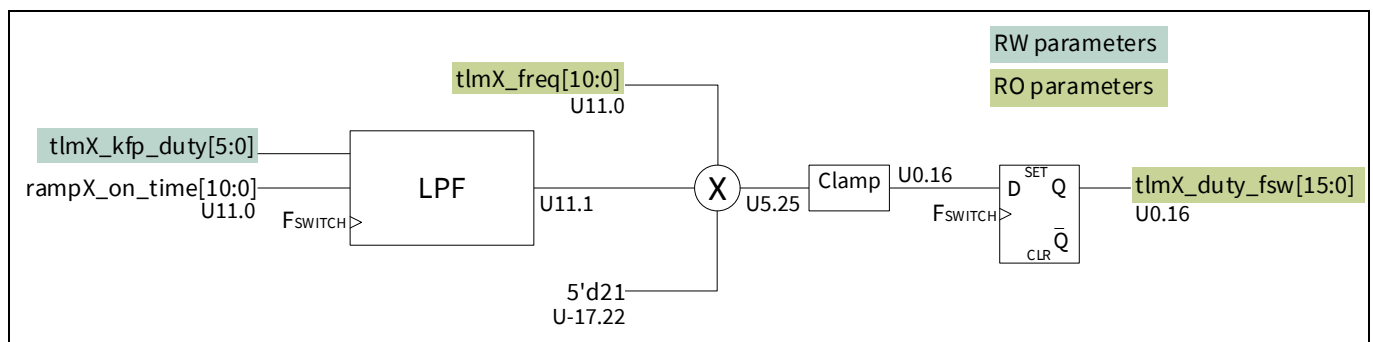 RW parameters
RO parameters
tlmX_freq[10:0]
U11.0
tlmX_kfp_duty[5:0]
rampX_on_time[10:0]
U11.0
FSWITCH
LPF
U11.1
X
U5.25
5'd21
U-17.22
Clamp
U0.16
FSWITCH
D
SET
Q
Q̅
CLR
tlmX_duty_fsw[15:0]
U0.16